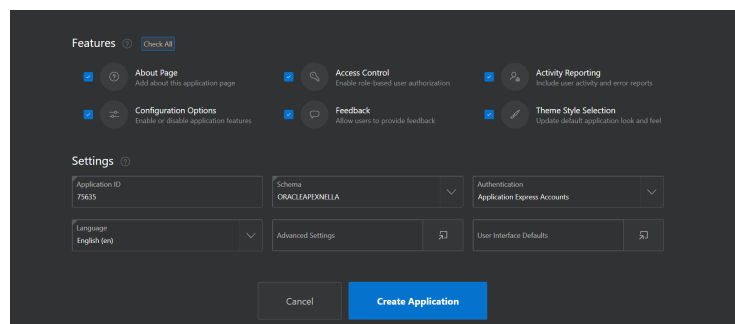 Features
Check All
About Page
Add about this application page
Access Control
Enable role-based user authorization
Activity Reporting
Include user activity and error reports
Configuration Options
Enable or disable application features
Feedback
Allow users to provide feedback
Theme Style Selection
Update default application look and feel
Settings
Application ID
75635
Schema
ORACLEAPEXNELLA
Authentication
Application Express Accounts
Language
English (en)
Advanced Settings
User Interface Defaults
Cancel
Create Application